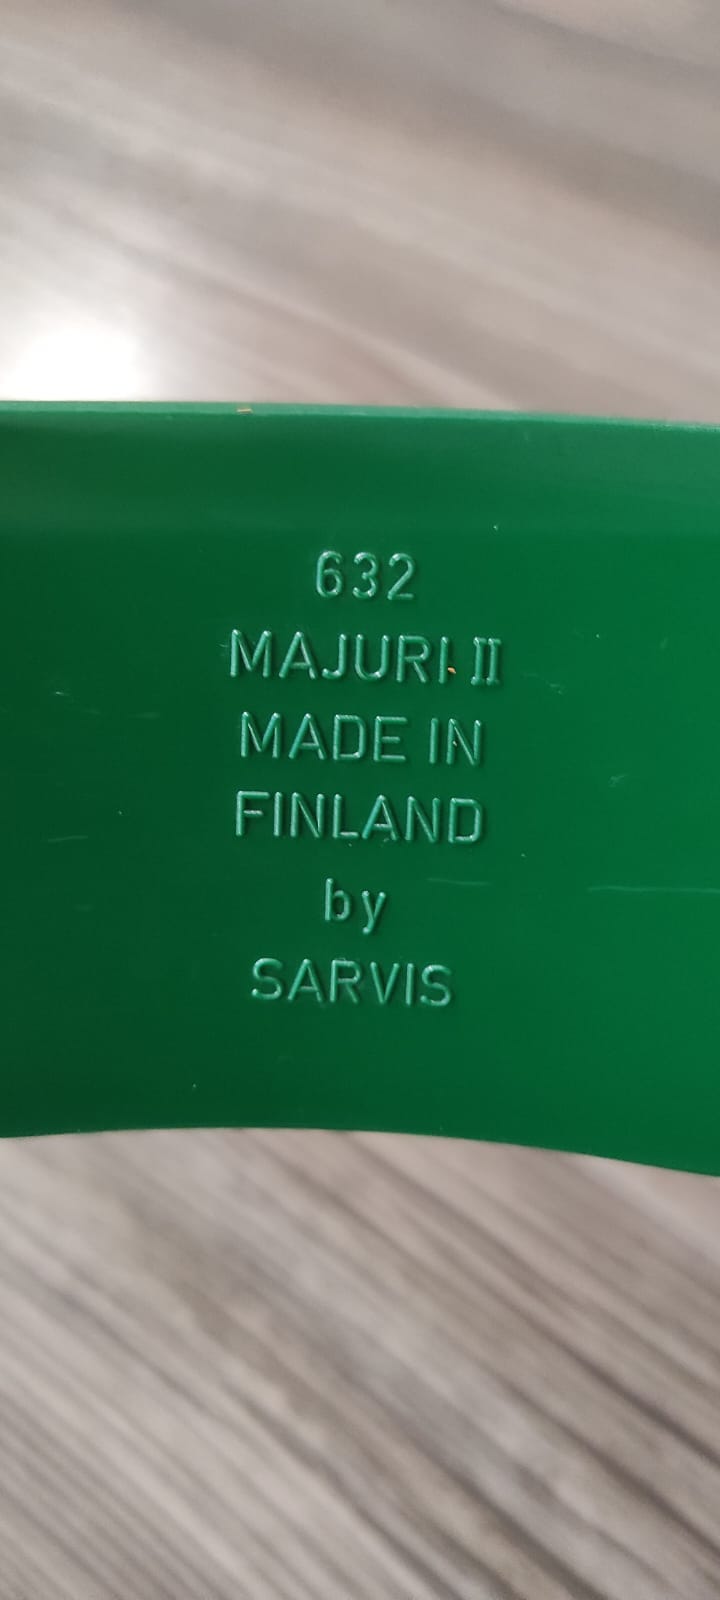 632
MAJURI II
MADE IN
FINLAND
by
SARVIS